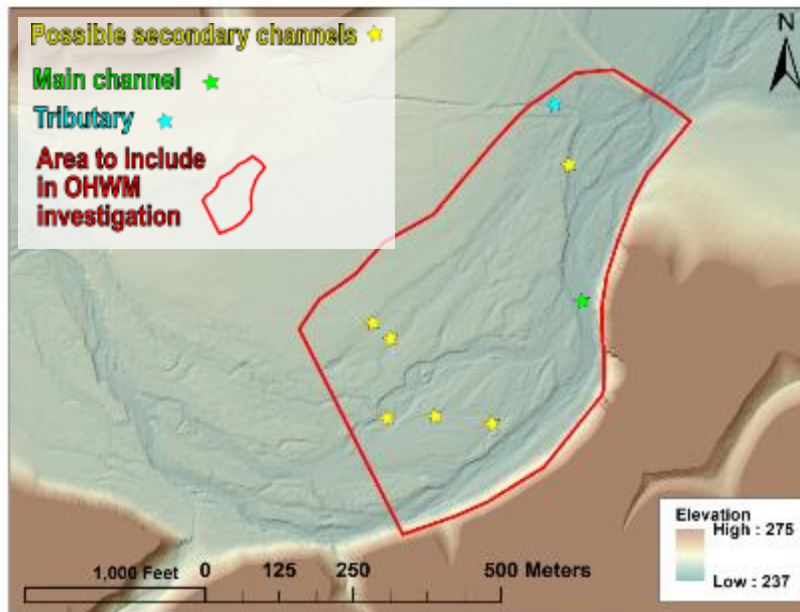 Possible secondary channels
Main channel
Tributary
Area to include
in OHWM
investigation
N
Elevation
High : 275
Low : 237
1,000 Feet 0 125 250 500 Meters